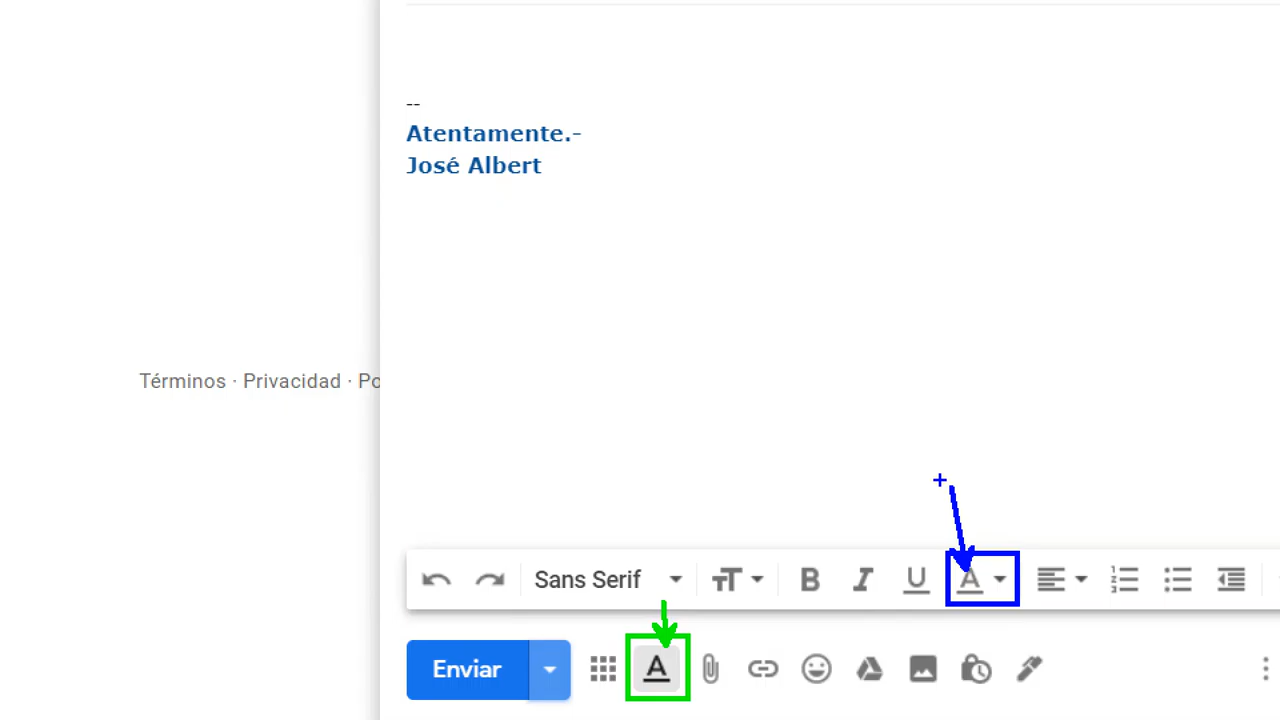 --
Atentamente.-
José Albert
Términos · Privacidad · Po
Sans Serif
Enviar